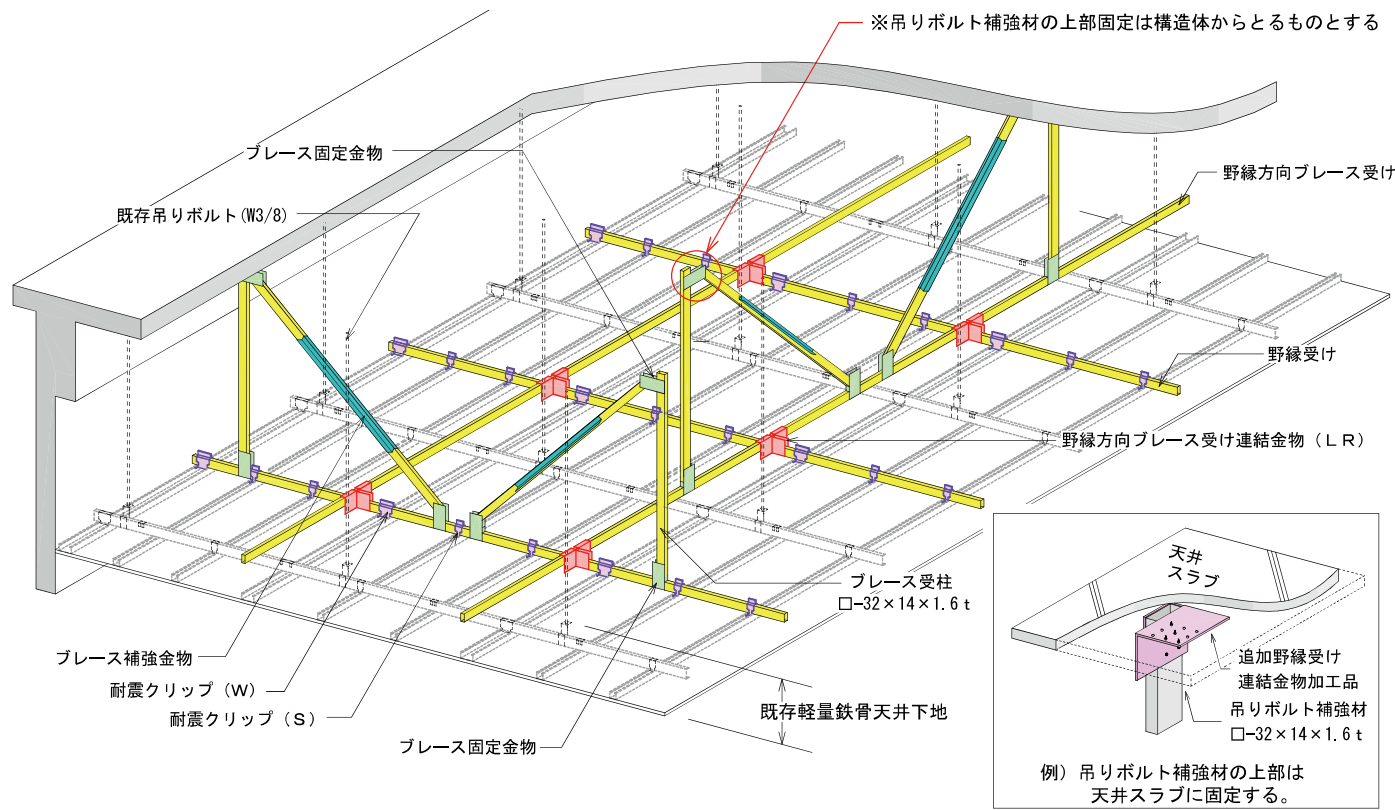 ※吊りボルト補強材の上部固定は構造体からとるものとする
ブレース固定金物
野縁方向ブレース受け
既存吊りボルト(W3/8)
野縁受け
野縁方向ブレース受け連結金物（LR）
ブレース受柱
□-32×14×1.6t
ブレース補強金物
耐震クリップ（W）
耐震クリップ（S）
既存軽量鉄骨天井下地
ブレース固定金物
天井
スラブ
追加野縁受け
連結金物加工品
吊りボルト補強材
□-32×14×1.6t
例）吊りボルト補強材の上部は
天井スラブに固定する。